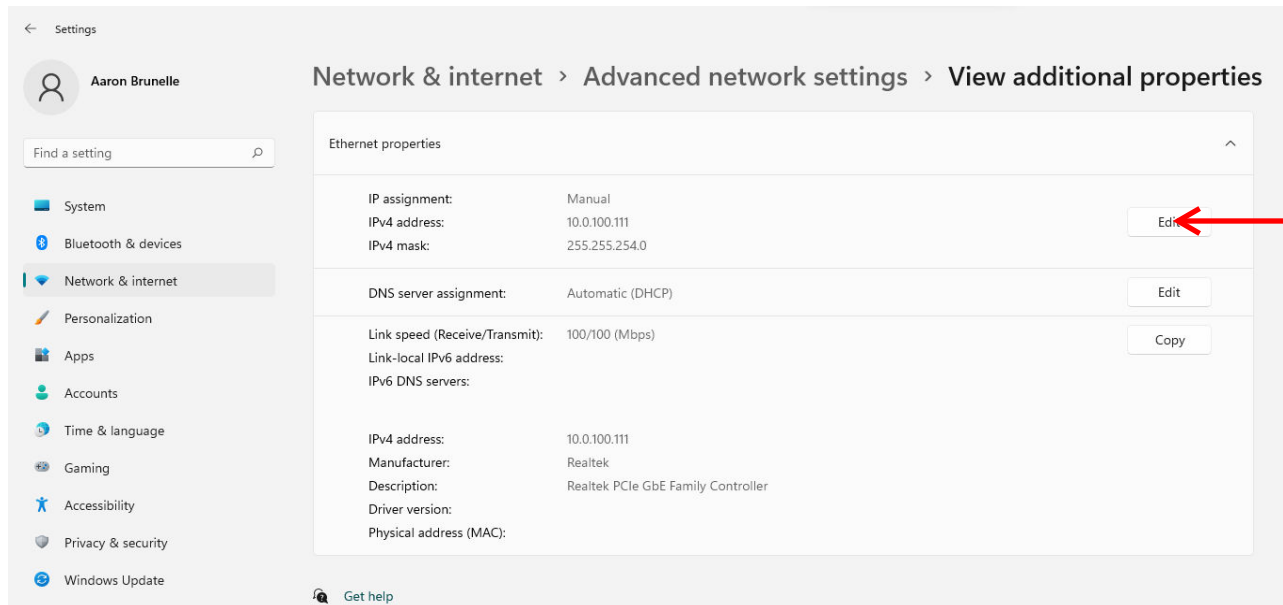 Settings
Aaron Brunelle
Find a setting
System
Bluetooth & devices
Network & internet
Personalization
Apps
Accounts
Time & language
Gaming
Accessibility
Privacy & security
Windows Update
Network & internet > Advanced network settings > View additional properties
Ethernet properties
IP assignment: Manual
IPv4 address: 10.0.100.111
IPv4 mask: 255.255.254.0
Edit
DNS server assignment: Automatic (DHCP)
Edit
Link speed (Receive/Transmit): 100/100 (Mbps)
Copy
Link-local IPv6 address:
IPv6 DNS servers:
IPv4 address: 10.0.100.111
Manufacturer: Realtek
Description: Realtek PCIe GbE Family Controller
Driver version:
Physical address (MAC):
Get help